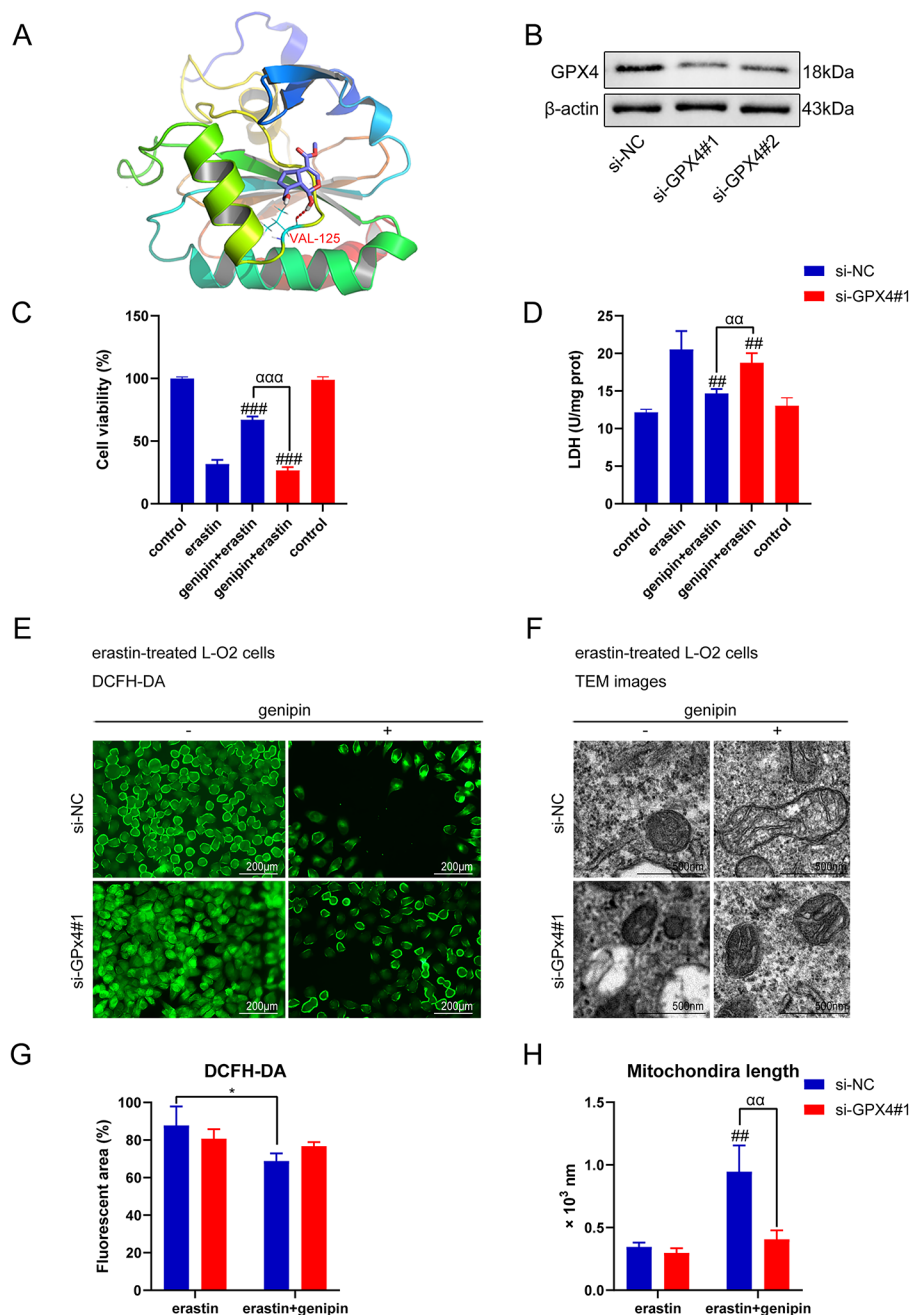 A
VAL-125
B
GPX4
18kDa
β-actin
43kDa
si-NC
si-GPX4#1
si-GPX4#2
si-NC
si-GPX4#1
C
Cell viability (%)
150
100
50
0
###
ααα
###
control
erastin
genipin+erastin
genipin+erastin
control
D
LDH (U/mg prot)
25
20
15
10
5
0
##
αα
##
control
erastin
genipin+erastin
genipin+erastin
control
E
erastin-treated L-O2 cells
DCFH-DA
genipin
- +
si-NC
200μm
200μm
si-GPx4#1
200μm
200μm
F
erastin-treated L-O2 cells
TEM images
genipin
- +
si-NC
500nm
500nm
si-GPx4#1
500nm
500nm
G
DCFH-DA
Fluorescent area (%)
100
80
60
40
20
0
*
erastin
erastin+genipin
H
Mitochondira length
× 10³ nm
1.5
1.0
0.5
0.0
##
αα
erastin
erastin+genipin
si-NC
si-GPX4#1